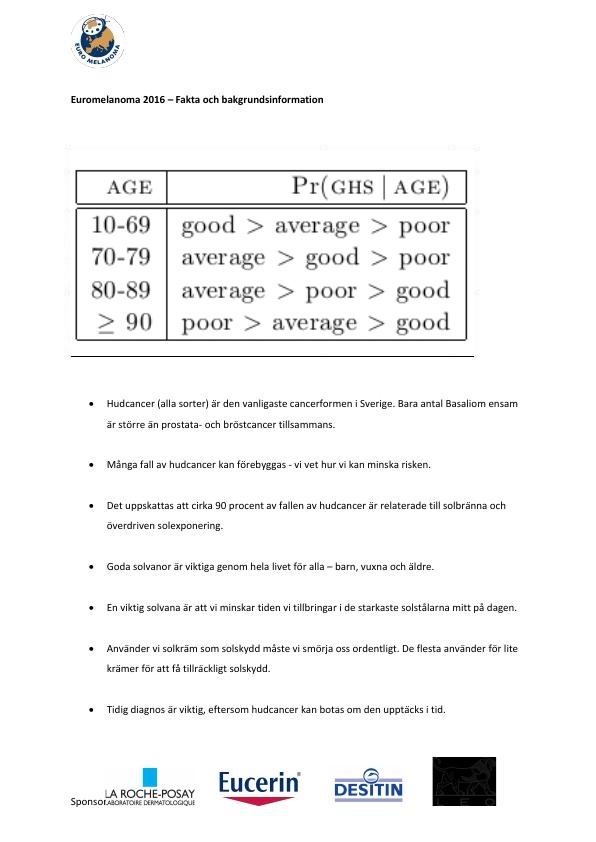 EURO MELANOMA
Euromelanoma 2016 – Fakta och bakgrundsinformation
AGE Pr(GHS | AGE)
10-69 good > average > poor
70-79 average > good > poor
80-89 average > poor > good
≥ 90 poor > average > good
• Hudcancer (alla sorter) är den vanligaste cancerformen i Sverige. Bara antal Basaliom ensam
är större än prostata- och bröstcancer tillsammans.
• Många fall av hudcancer kan förebyggas - vi vet hur vi kan minska risken.
• Det uppskattas att cirka 90 procent av fallen av hudcancer är relaterade till solbränna och
överdriven solexponering.
• Goda solvanor är viktiga genom hela livet för alla – barn, vuxna och äldre.
• En viktig solvana är att vi minskar tiden vi tillbringar i de starkaste solstålarna mitt på dagen.
• Använder vi solkräm som solskydd måste vi smörja oss ordentligt. De flesta använder för lite
krämer för att få tillräckligt solskydd.
• Tidig diagnos är viktig, eftersom hudcancer kan botas om den upptäcks i tid.
LA ROCHE-POSAY
LABORATOIRE DERMATOLOGIQUE
Eucerin
DESITIN
L E O
Sponsor